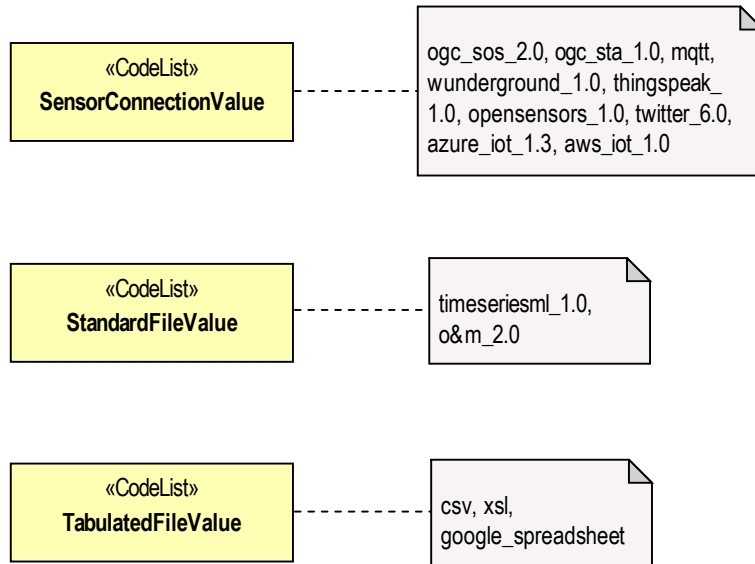 «CodeList»
SensorConnectionValue
ogc_sos_2.0, ogc_sta_1.0, mqtt,
wunderground_1.0, thingspeak_
1.0, opensensors_1.0, twitter_6.0,
azure_iot_1.3, aws_iot_1.0
«CodeList»
StandardFileValue
timeseriesml_1.0,
o&m_2.0
«CodeList»
TabulatedFileValue
csv, xsl,
google_spreadsheet